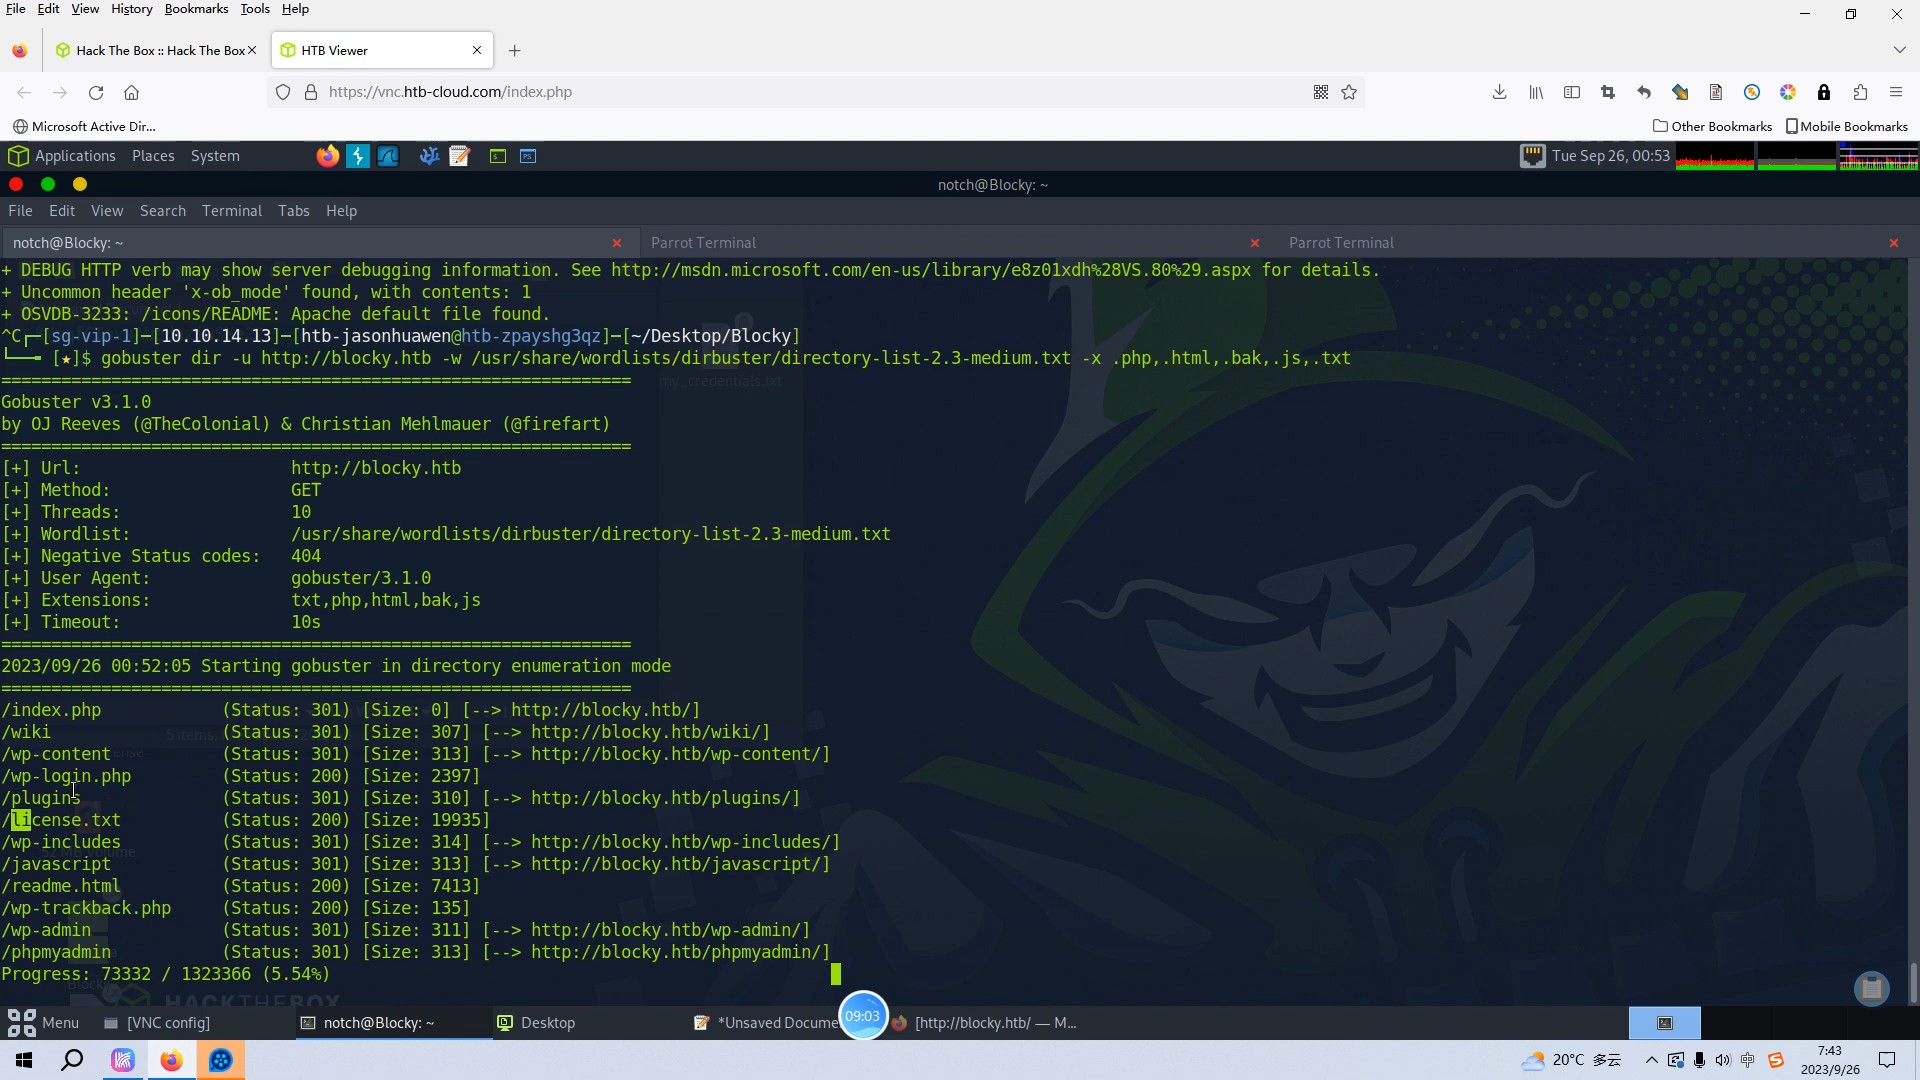 File Edit View History Bookmarks Tools Help
Hack The Box :: Hack The Box
HTB Viewer
https://vnc.htb-cloud.com/index.php
Microsoft Active Dir...
Other Bookmarks
Mobile Bookmarks
Applications Places System
Tue Sep 26, 00:53
notch@Blocky: ~
File Edit View Search Terminal Tabs Help
notch@Blocky: ~
Parrot Terminal
Parrot Terminal
+ DEBUG HTTP verb may show server debugging information. See http://msdn.microsoft.com/en-us/library/e8z01xdh%28VS.80%29.aspx for details.
+ Uncommon header 'x-ob_mode' found, with contents: 1
+ OSVDB-3233: /icons/README: Apache default file found.
^C┌─[sg-vip-1]─[10.10.14.13]─[htb-jasonhuawen@htb-zpayshg3qz]─[~/Desktop/Blocky]
└──╼ [★]$ gobuster dir -u http://blocky.htb -w /usr/share/wordlists/dirbuster/directory-list-2.3-medium.txt -x .php,.html,.bak,.js,.txt
===============================================================
my_credentials.txt
Gobuster v3.1.0
by OJ Reeves (@TheColonial) & Christian Mehlmauer (@firefart)
===============================================================
[+] Url:                     http://blocky.htb
[+] Method:                  GET
[+] Threads:                 10
[+] Wordlist:                /usr/share/wordlists/dirbuster/directory-list-2.3-medium.txt
[+] Negative Status codes:   404
[+] User Agent:              gobuster/3.1.0
[+] Extensions:              txt,php,html,bak,js
[+] Timeout:                 10s
===============================================================
2023/09/26 00:52:05 Starting gobuster in directory enumeration mode
===============================================================
/index.php            (Status: 301) [Size: 0] [--> http://blocky.htb/]
/wiki                 (Status: 301) [Size: 307] [--> http://blocky.htb/wiki/]
/wp-content           (Status: 301) [Size: 313] [--> http://blocky.htb/wp-content/]
/wp-login.php         (Status: 200) [Size: 2397]
/plugins              (Status: 301) [Size: 310] [--> http://blocky.htb/plugins/]
/license.txt          (Status: 200) [Size: 19935]
/wp-includes          (Status: 301) [Size: 314] [--> http://blocky.htb/wp-includes/]
/javascript           (Status: 301) [Size: 313] [--> http://blocky.htb/javascript/]
/readme.html          (Status: 200) [Size: 7413]
/wp-trackback.php     (Status: 200) [Size: 135]
/wp-admin             (Status: 301) [Size: 311] [--> http://blocky.htb/wp-admin/]
/phpmyadmin           (Status: 301) [Size: 313] [--> http://blocky.htb/phpmyadmin/]
Progress: 73332 / 1323366 (5.54%)
HACKTHEBOX
Menu
[VNC config]
notch@Blocky: ~
Desktop
*Unsaved Docume
09:03
[http://blocky.htb/ — M...
20°C 多云
中
7:43
2023/9/26